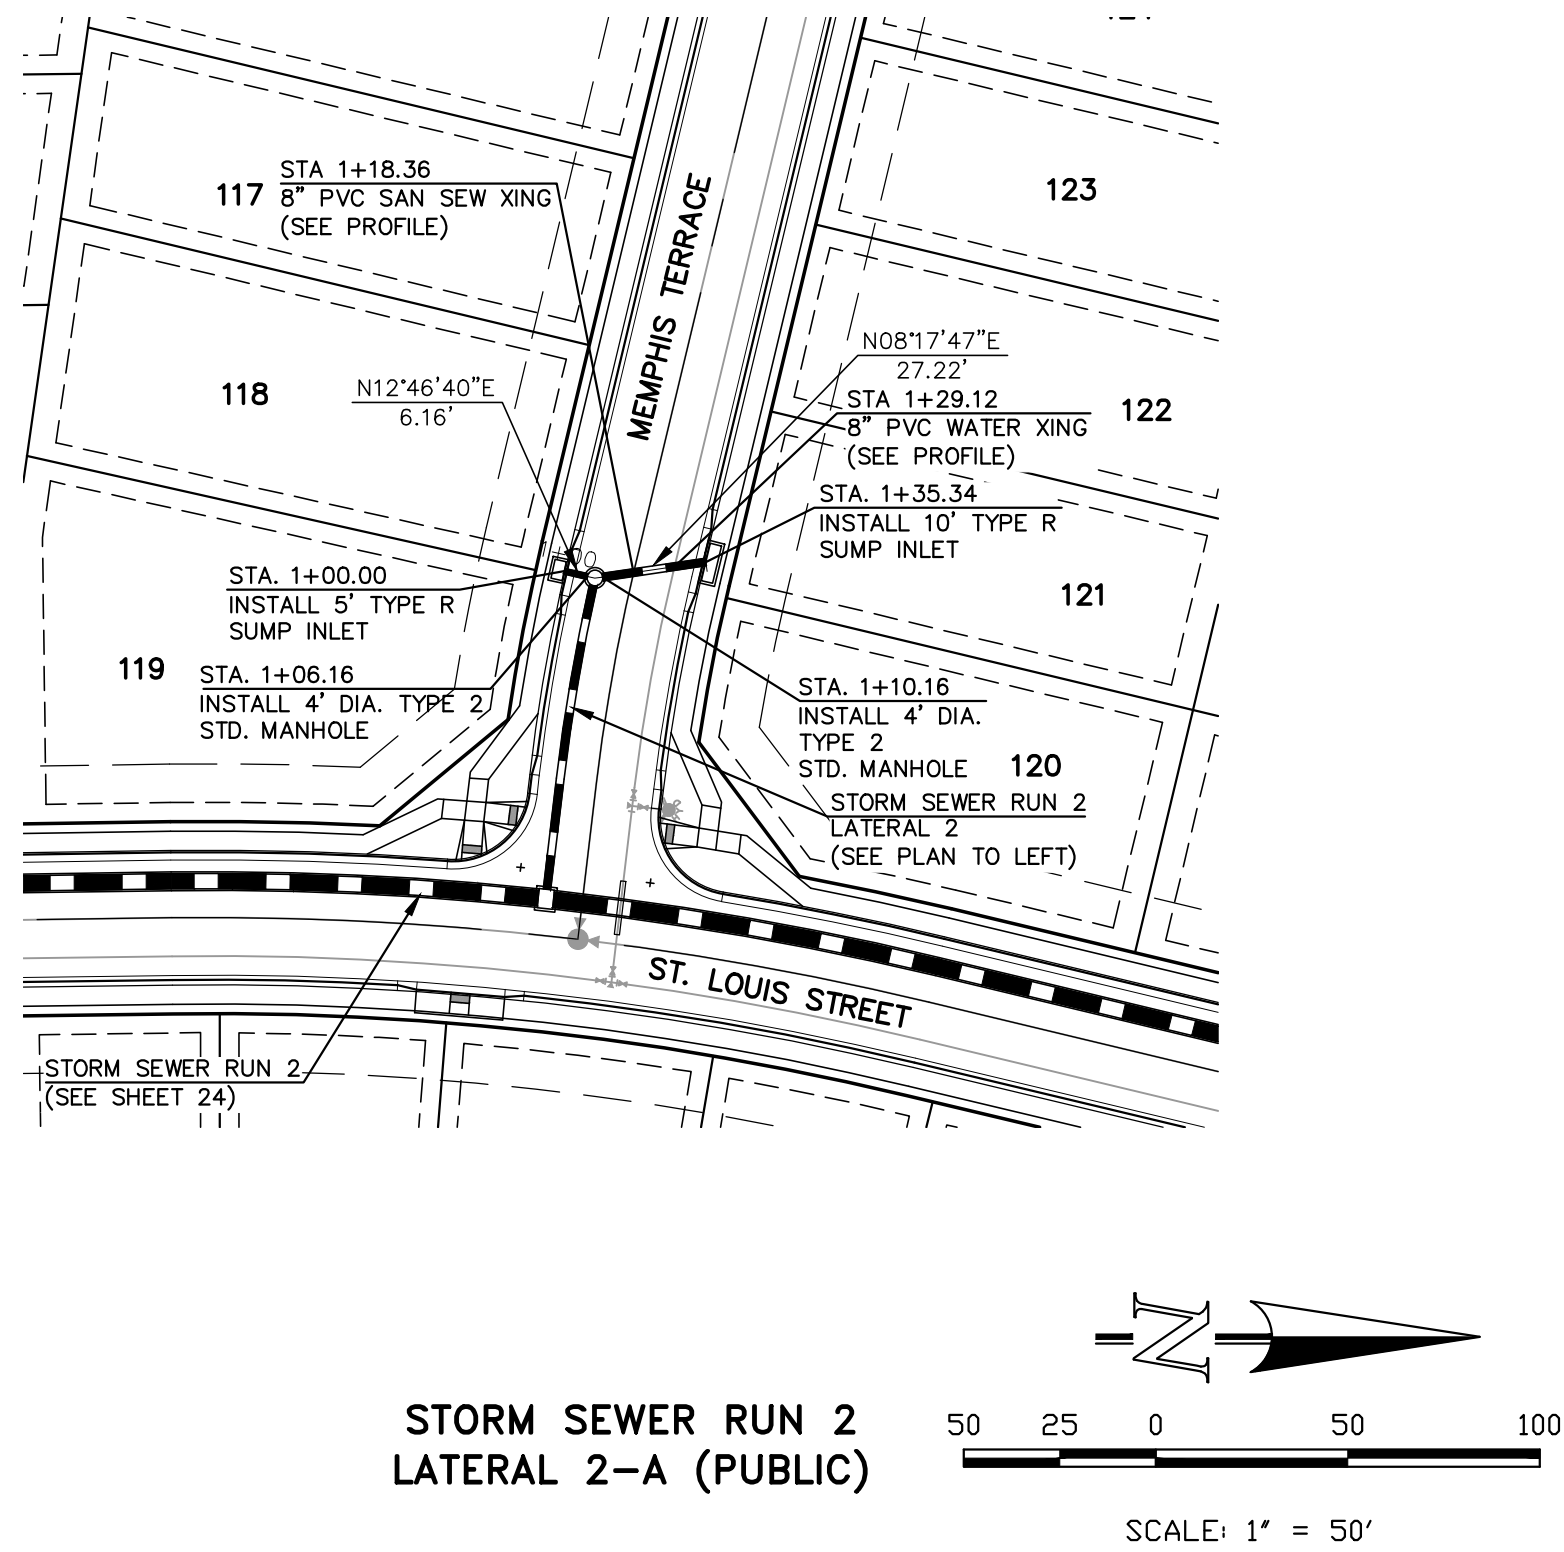 117
STA 1+18.36
8" PVC SAN SEW XING
(SEE PROFILE)
123
MEMPHIS TERRACE
N08°17'47"E
27.22'
118
N12°46'40"E
6.16'
STA 1+29.12
8" PVC WATER XING
(SEE PROFILE)
122
STA. 1+35.34
INSTALL 10' TYPE R
SUMP INLET
STA. 1+00.00
INSTALL 5' TYPE R
SUMP INLET
121
119
STA. 1+06.16
INSTALL 4' DIA. TYPE 2
STD. MANHOLE
STA. 1+10.16
INSTALL 4' DIA.
TYPE 2
STD. MANHOLE
120
STORM SEWER RUN 2
LATERAL 2
(SEE PLAN TO LEFT)
ST. LOUIS STREET
STORM SEWER RUN 2
(SEE SHEET 24)
N
STORM SEWER RUN 2
LATERAL 2-A (PUBLIC)
50 25 0 50 100
SCALE: 1" = 50'